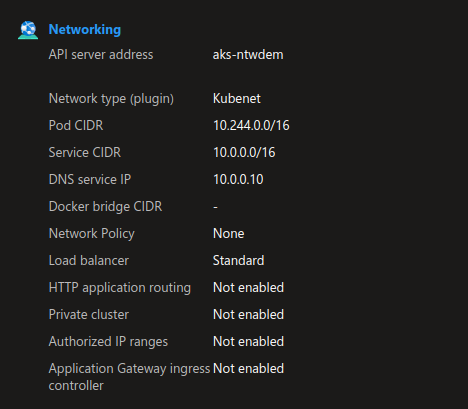 Networking
API server address aks-ntwdem
Network type (plugin) Kubenet
Pod CIDR 10.244.0.0/16
Service CIDR 10.0.0.0/16
DNS service IP 10.0.0.10
Docker bridge CIDR -
Network Policy None
Load balancer Standard
HTTP application routing Not enabled
Private cluster Not enabled
Authorized IP ranges Not enabled
Application Gateway ingress Not enabled
controller